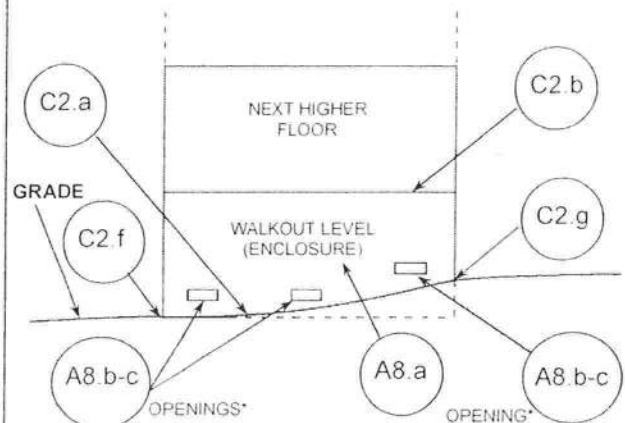 C2.a
NEXT HIGHER
FLOOR
C2.b
GRADE
C2.f
WALKOUT LEVEL
(ENCLOSURE)
C2.g
A8.b-c
OPENINGS*
A8.a
OPENING*
A8.b-c